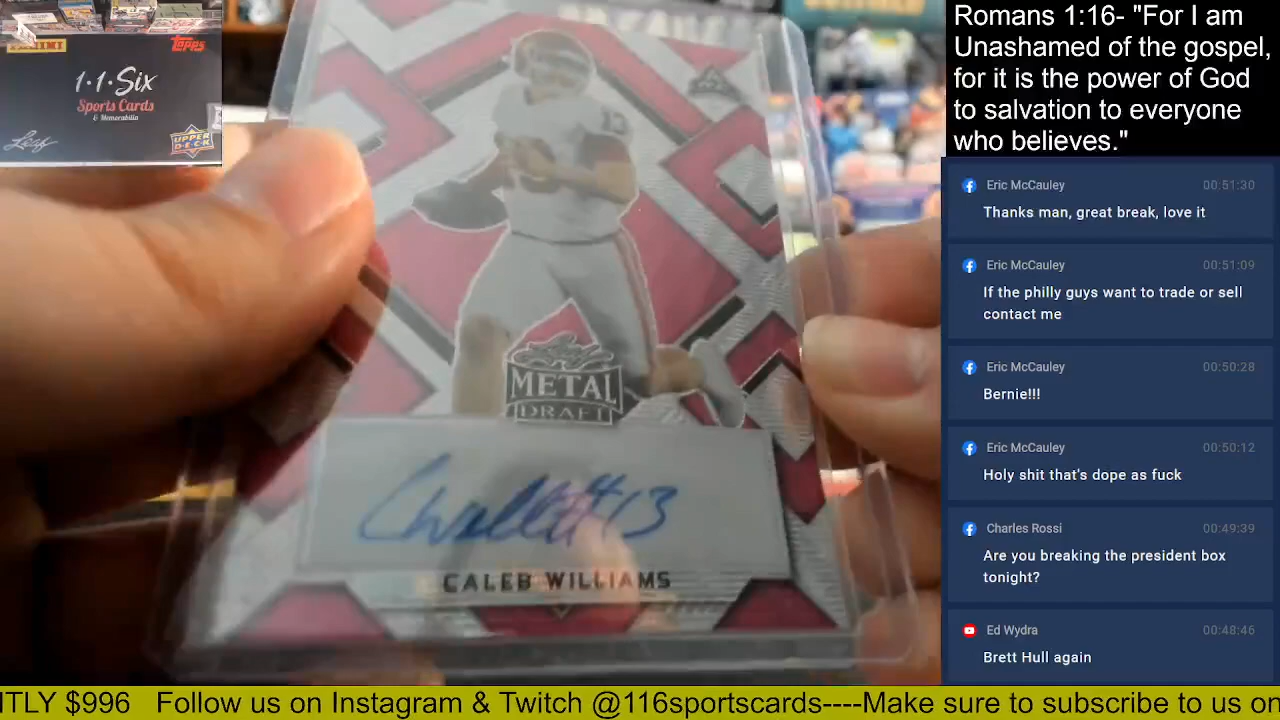 PANINI
Topps
1·1·Six
Sports Cards
& Memorabilia
Leaf
UPPER DECK
13
METAL
DRAFT
#13
CALEB WILLIAMS
Romans 1:16- "For I am
Unashamed of the gospel,
for it is the power of God
to salvation to everyone
who believes."
Eric McCauley 00:51:30
Thanks man, great break, love it
Eric McCauley 00:51:09
If the philly guys want to trade or sell
contact me
Eric McCauley 00:50:28
Bernie!!!
Eric McCauley 00:50:12
Holy shit that's dope as fuck
Charles Rossi 00:49:39
Are you breaking the president box
tonight?
Ed Wydra 00:48:46
Brett Hull again
ITLY $996 Follow us on Instagram & Twitch @116sportscards----Make sure to subscribe to us on